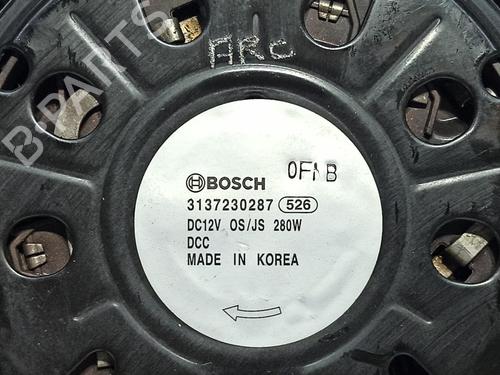 ARC
B-PARTS
0FNB
BOSCH
3137230287 526
DC12V OS/JS 280W
DCC
MADE IN KOREA